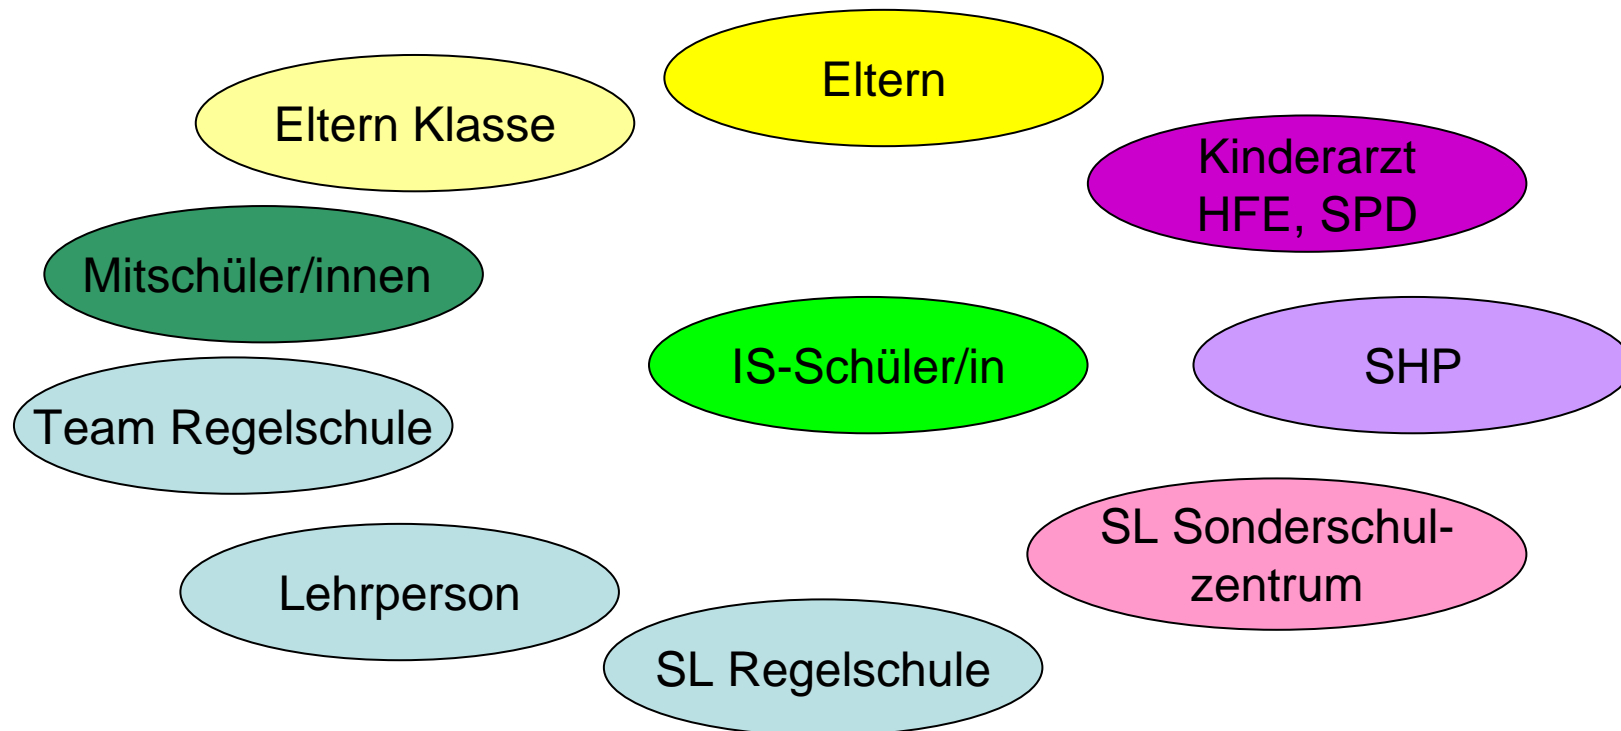 Eltern
Eltern Klasse
Kinderarzt
HFE, SPD
Mitschüler/innen
IS-Schüler/in
SHP
Team Regelschule
SL Sonderschul-
zentrum
Lehrperson
SL Regelschule